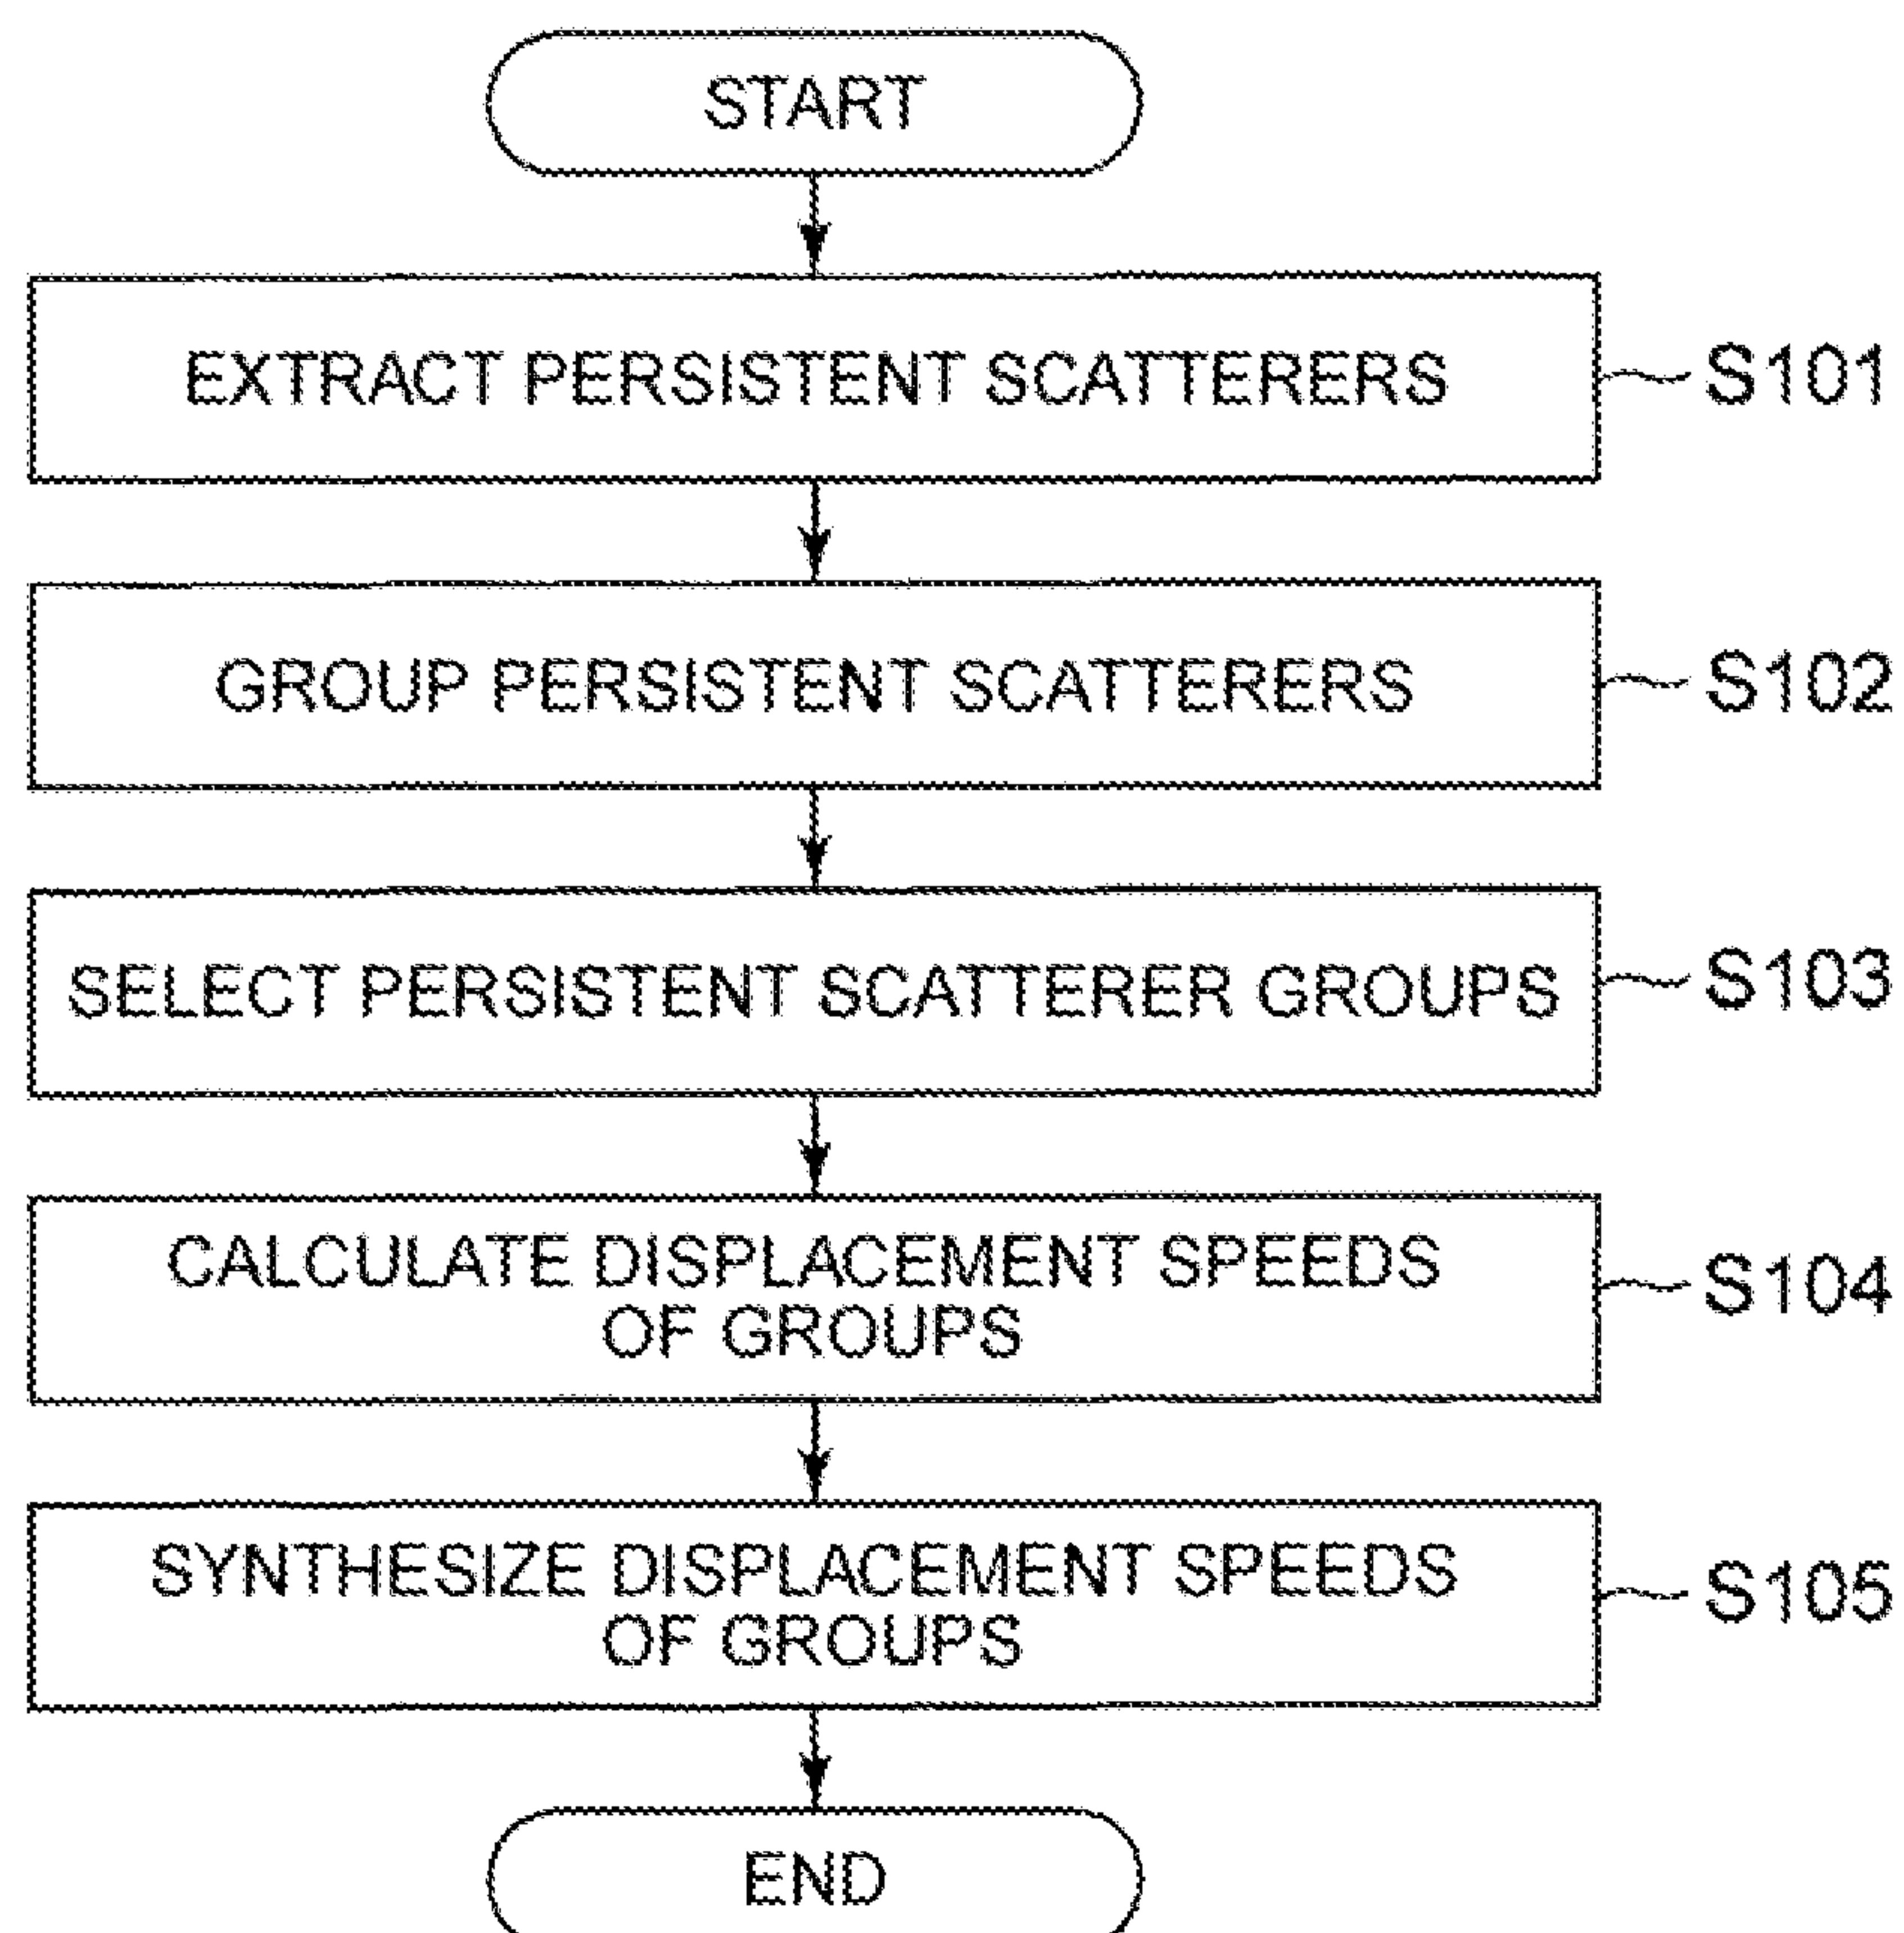 START
EXTRACT PERSISTENT SCATTERERS
S101
GROUP PERSISTENT SCATTERERS
S102
SELECT PERSISTENT SCATTERER GROUPS
S103
CALCULATE DISPLACEMENT SPEEDS
OF GROUPS
S104
SYNTHESIZE DISPLACEMENT SPEEDS
OF GROUPS
S105
END